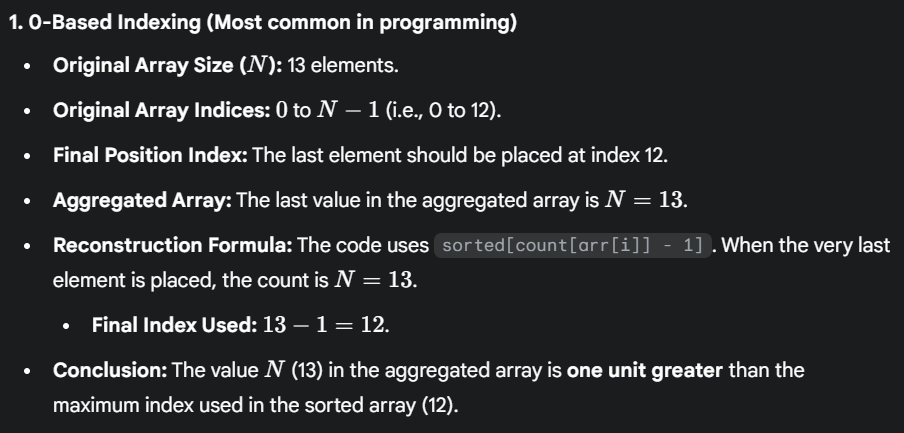 1. 0-Based Indexing (Most common in programming)
• Original Array Size (N): 13 elements.
• Original Array Indices: 0 to N − 1 (i.e., 0 to 12).
• Final Position Index: The last element should be placed at index 12.
• Aggregated Array: The last value in the aggregated array is N = 13.
• Reconstruction Formula: The code uses sorted[count[arr[i]] - 1] . When the very last
element is placed, the count is N = 13.
• Final Index Used: 13 − 1 = 12.
• Conclusion: The value N (13) in the aggregated array is one unit greater than the
maximum index used in the sorted array (12).